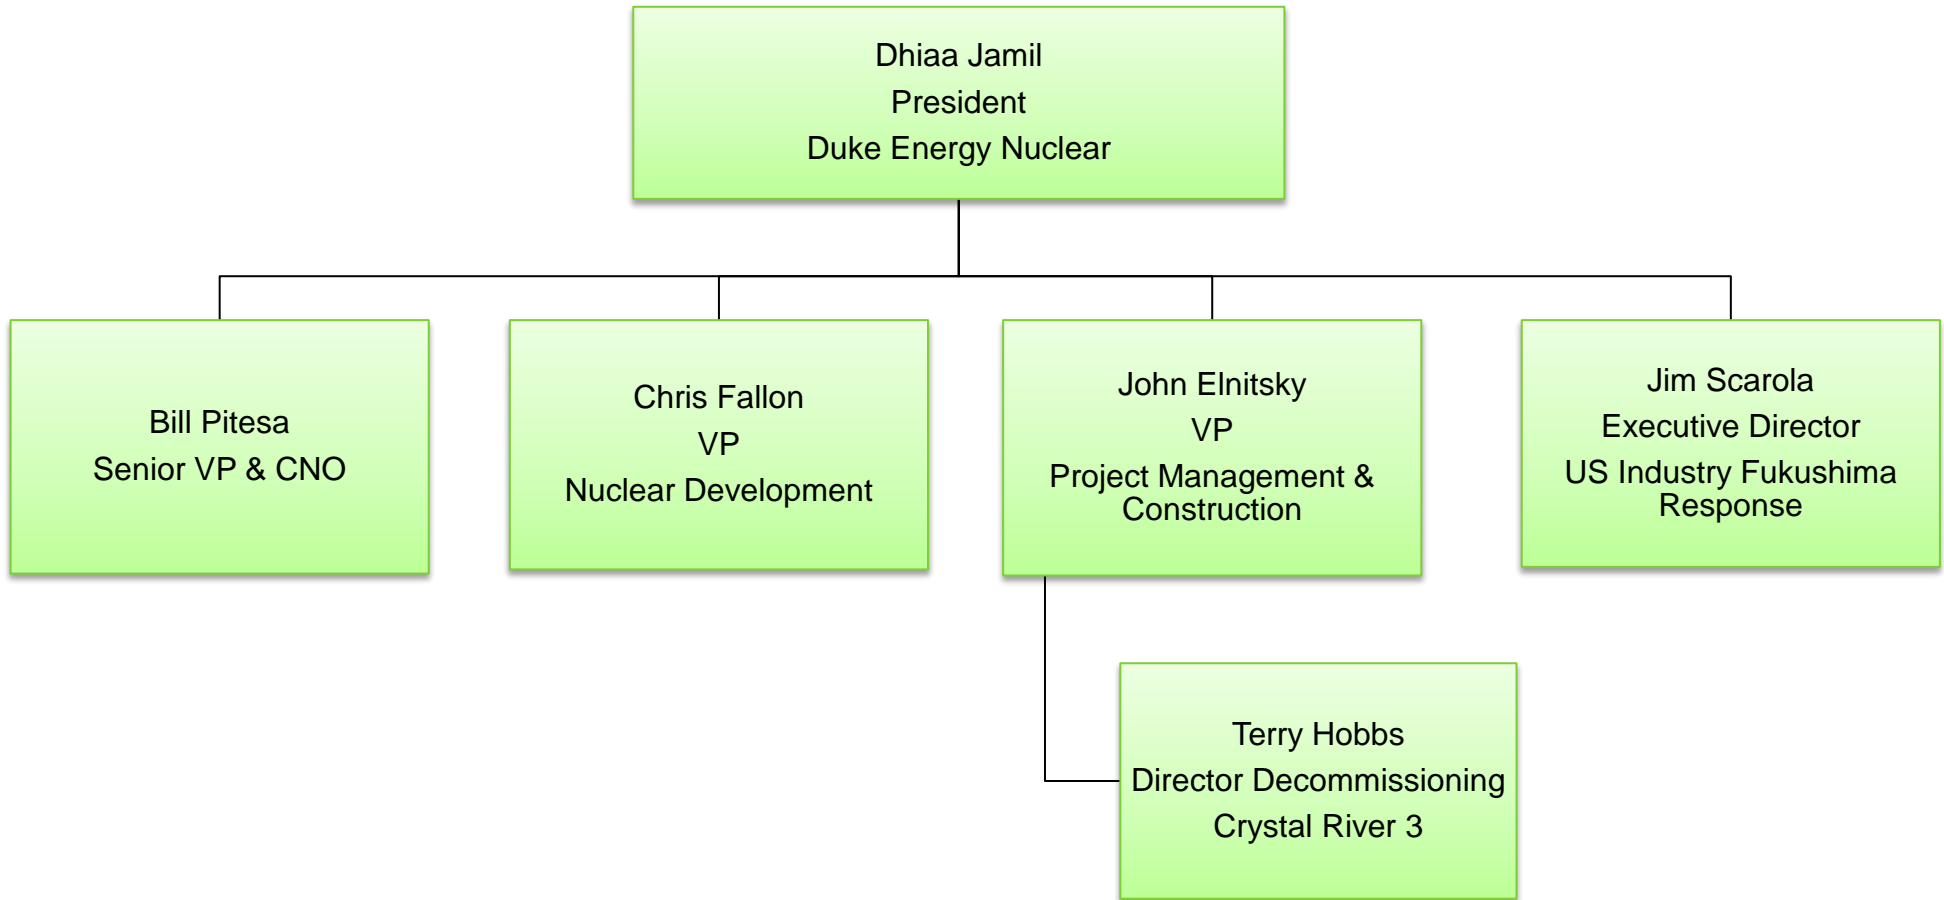 Dhiaa Jamil
President
Duke Energy Nuclear
Bill Pitesa
Senior VP & CNO
Chris Fallon
VP
Nuclear Development
John Elnitsky
VP
Project Management &
Construction
Jim Scarola
Executive Director
US Industry Fukushima
Response
Terry Hobbs
Director Decommissioning
Crystal River 3